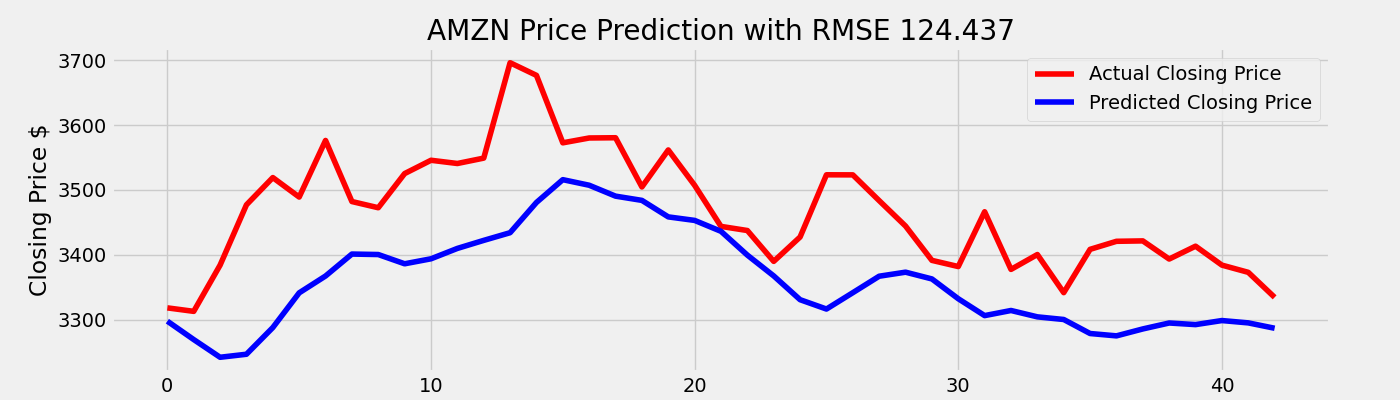 AMZN Price Prediction with RMSE 124.437
Closing Price $
3700
3600
3500
3400
3300
0 10 20 30 40
Actual Closing Price
Predicted Closing Price